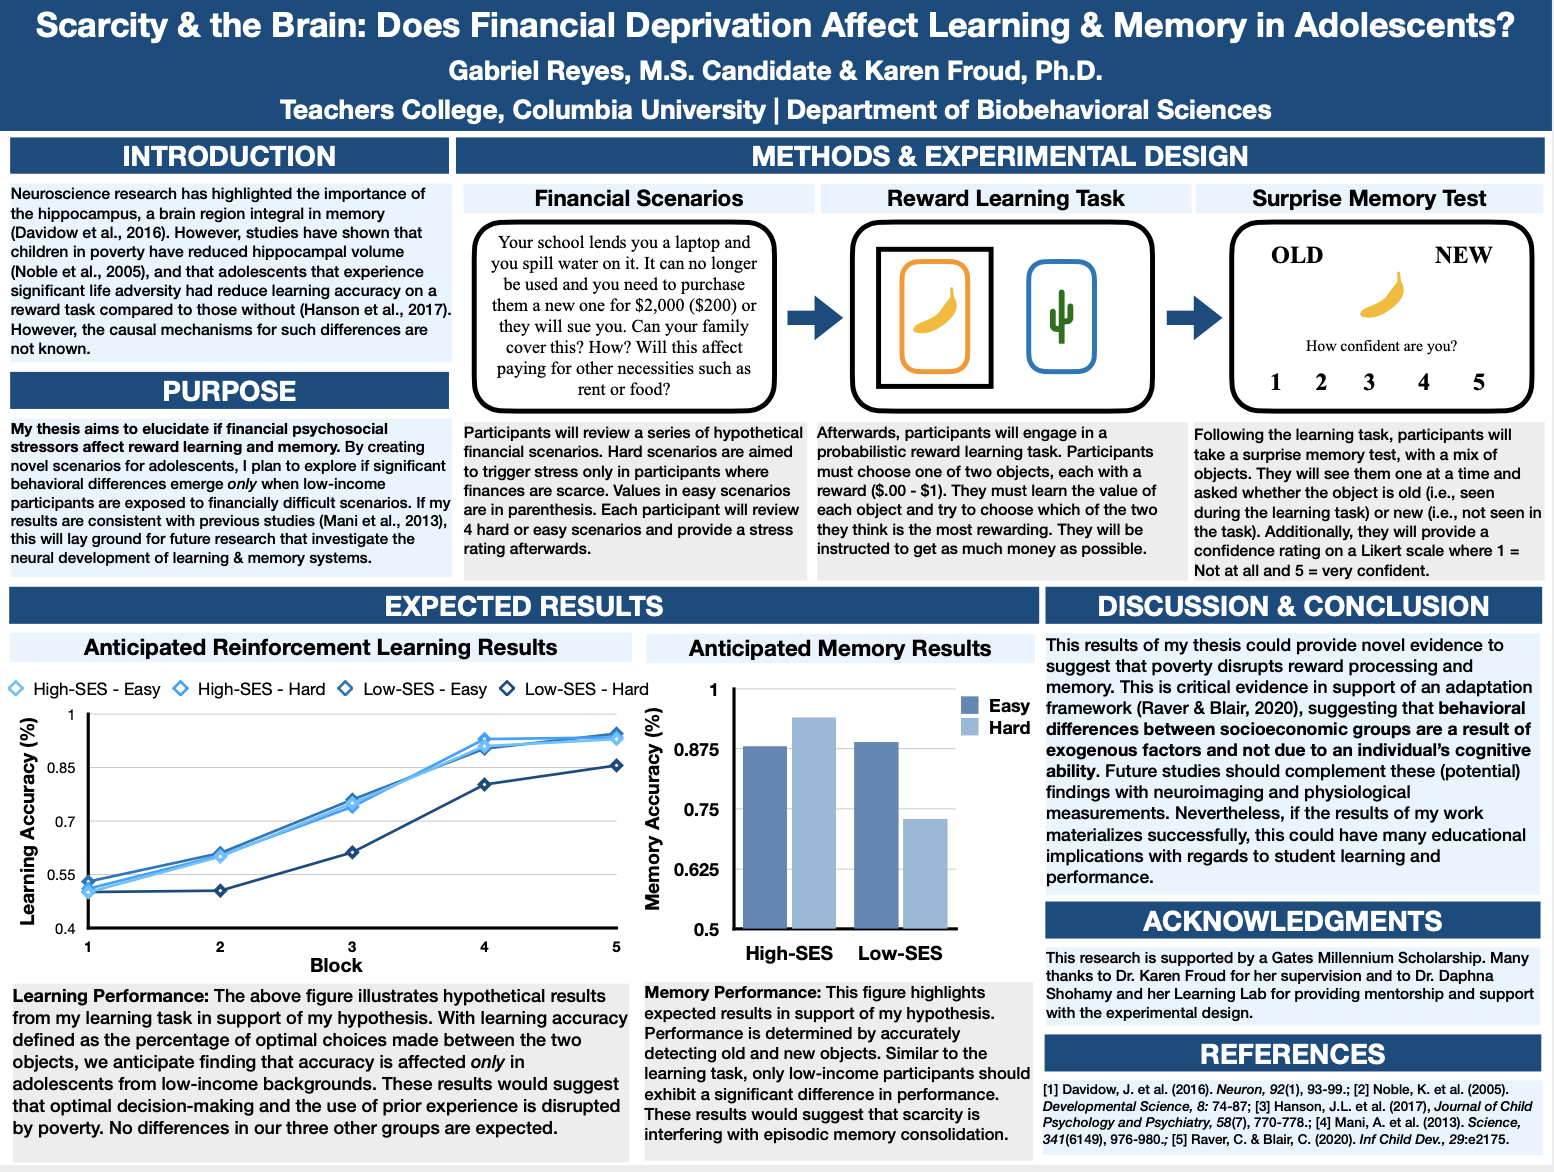 Scarcity & the Brain: Does Financial Deprivation Affect Learning & Memory in Adolescents?
Gabriel Reyes, M.S. Candidate & Karen Froud, Ph.D.
Teachers College, Columbia University | Department of Biobehavioral Sciences
INTRODUCTION
Neuroscience research has highlighted the importance of
the hippocampus, a brain region integral in memory
(Davidow et al., 2016). However, studies have shown that
children in poverty have reduced hippocampal volume
(Noble et al., 2005), and that adolescents that experience
significant life adversity had reduce learning accuracy on a
reward task compared to those without (Hanson et al., 2017).
However, the causal mechanisms for such differences are
not known.
PURPOSE
My thesis aims to elucidate if financial psychosocial
stressors affect reward learning and memory. By creating
novel scenarios for adolescents, I plan to explore if significant
behavioral differences emerge only when low-income
participants are exposed to financially difficult scenarios. If my
results are consistent with previous studies (Mani et al., 2013),
this will lay ground for future research that investigate the
neural development of learning & memory systems.
METHODS & EXPERIMENTAL DESIGN
Financial Scenarios
Your school lends you a laptop and
you spill water on it. It can no longer
be used and you need to purchase
them a new one for $2,000 ($200) or
they will sue you. Can your family
cover this? How? Will this affect
paying for other necessities such as
rent or food?
Participants will review a series of hypothetical
financial scenarios. Hard scenarios are aimed
to trigger stress only in participants where
finances are scarce. Values in easy scenarios
are in parenthesis. Each participant will review
4 hard or easy scenarios and provide a stress
rating afterwards.
Reward Learning Task
Afterwards, participants will engage in a
probabilistic reward learning task. Participants
must choose one of two objects, each with a
reward ($.00 - $1). They must learn the value of
each object and try to choose which of the two
they think is the most rewarding. They will be
instructed to get as much money as possible.
Surprise Memory Test
OLD NEW
How confident are you?
1 2 3 4 5
Following the learning task, participants will
take a surprise memory test, with a mix of
objects. They will see them one at a time and
asked whether the object is old (i.e., seen
during the learning task) or new (i.e., not seen in
the task). Additionally, they will provide a
confidence rating on a Likert scale where 1 =
Not at all and 5 = very confident.
EXPECTED RESULTS
Anticipated Reinforcement Learning Results
High-SES - Easy High-SES - Hard Low-SES - Easy Low-SES - Hard
Learning Accuracy (%)
1
0.85
0.7
0.55
0.4
1 2 3 4 5
Block
Learning Performance: The above figure illustrates hypothetical results
from my learning task in support of my hypothesis. With learning accuracy
defined as the percentage of optimal choices made between the two
objects, we anticipate finding that accuracy is affected only in
adolescents from low-income backgrounds. These results would suggest
that optimal decision-making and the use of prior experience is disrupted
by poverty. No differences in our three other groups are expected.
Anticipated Memory Results
Memory Accuracy (%)
1
0.875
0.75
0.625
0.5
Easy
Hard
High-SES Low-SES
Memory Performance: This figure highlights
expected results in support of my hypothesis.
Performance is determined by accurately
detecting old and new objects. Similar to the
learning task, only low-income participants should
exhibit a significant difference in performance.
These results would suggest that scarcity is
interfering with episodic memory consolidation.
DISCUSSION & CONCLUSION
This results of my thesis could provide novel evidence to
suggest that poverty disrupts reward processing and
memory. This is critical evidence in support of an adaptation
framework (Raver & Blair, 2020), suggesting that behavioral
differences between socioeconomic groups are a result of
exogenous factors and not due to an individual's cognitive
ability. Future studies should complement these (potential)
findings with neuroimaging and physiological
measurements. Nevertheless, if the results of my work
materializes successfully, this could have many educational
implications with regards to student learning and
performance.
ACKNOWLEDGMENTS
This research is supported by a Gates Millennium Scholarship. Many
thanks to Dr. Karen Froud for her supervision and to Dr. Daphna
Shohamy and her Learning Lab for providing mentorship and support
with the experimental design.
REFERENCES
[1] Davidow, J. et al. (2016). Neuron, 92(1), 93-99.; [2] Noble, K. et al. (2005).
Developmental Science, 8: 74-87; [3] Hanson, J.L. et al. (2017), Journal of Child
Psychology and Psychiatry, 58(7), 770-778.; [4] Mani, A. et al. (2013). Science,
341(6149), 976-980.; [5] Raver, C. & Blair, C. (2020). Inf Child Dev., 29:e2175.